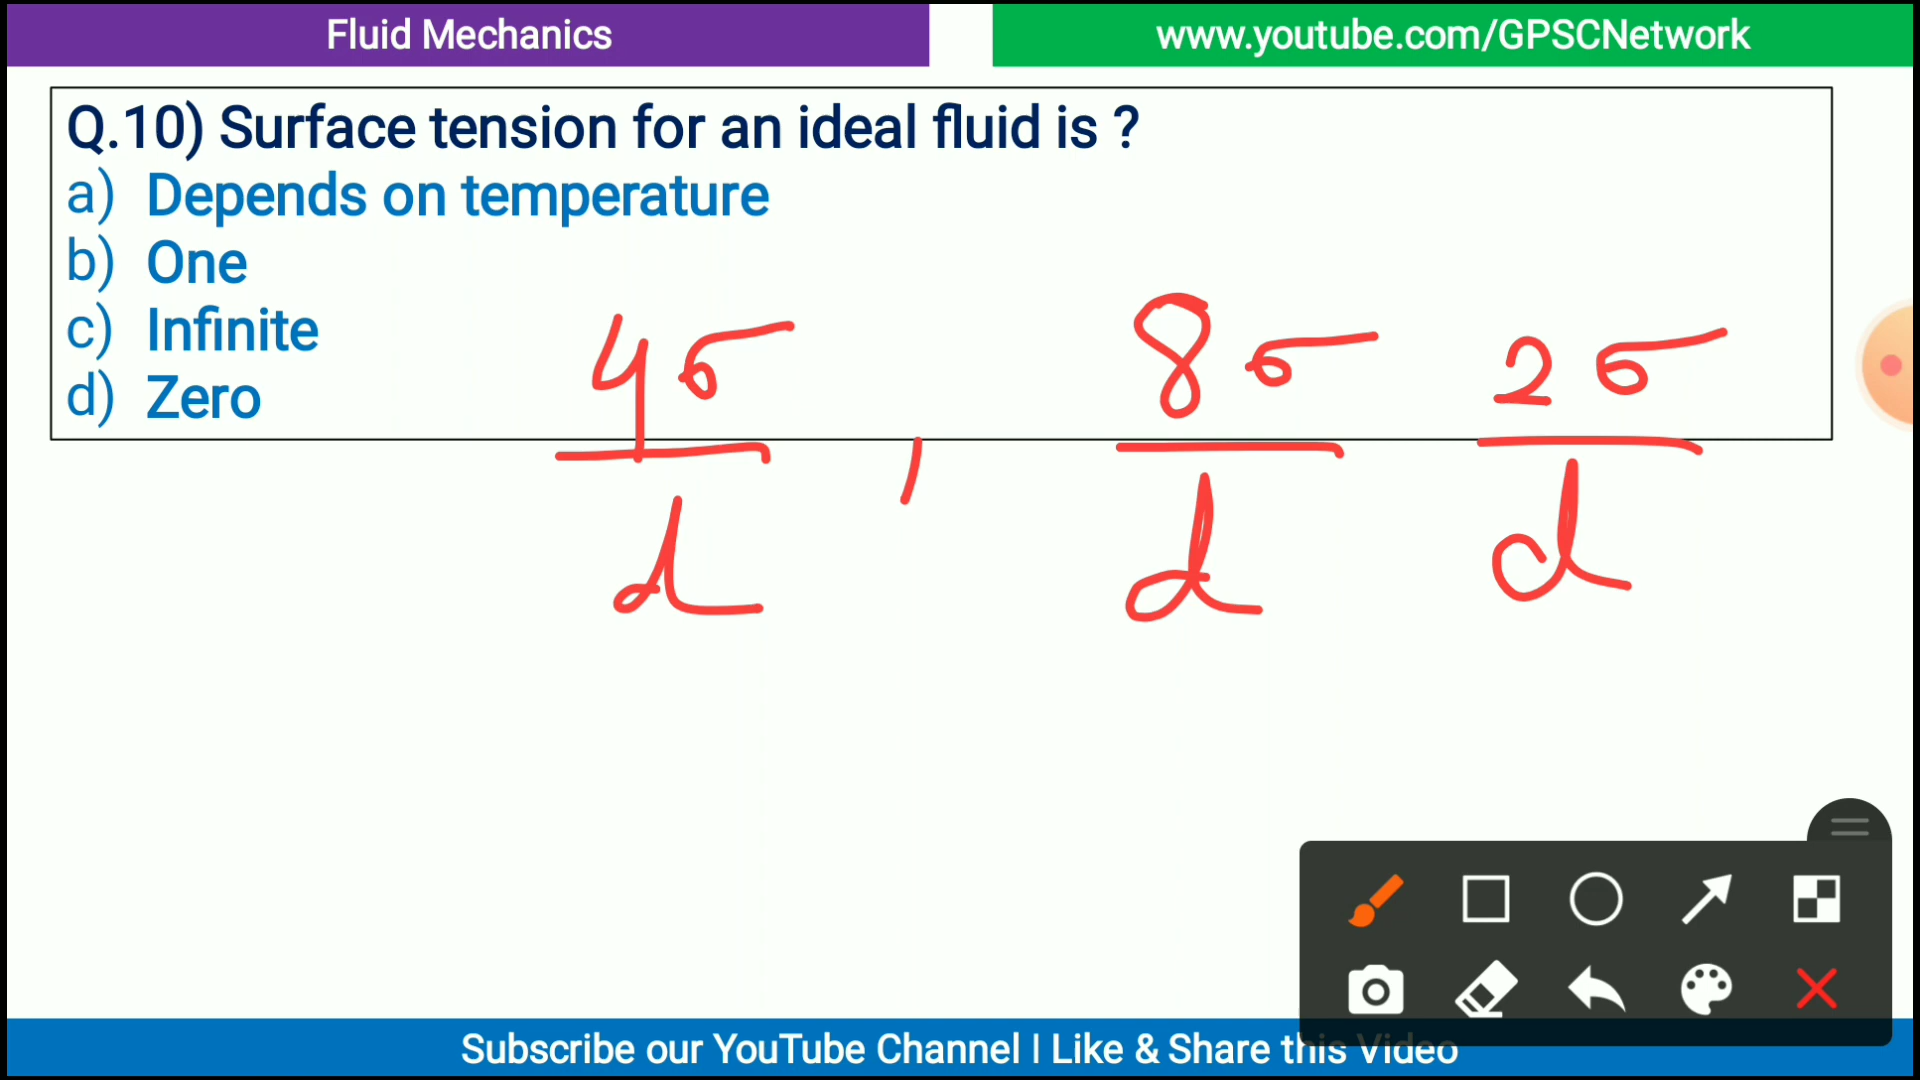 Fluid Mechanics
www.youtube.com/GPSCNetwork
Q.10) Surface tension for an ideal fluid is ?
a) Depends on temperature
b) One
c) Infinite
d) Zero
4σ/d , 8σ/d 2σ/d
Subscribe our YouTube Channel | Like & Share this Video